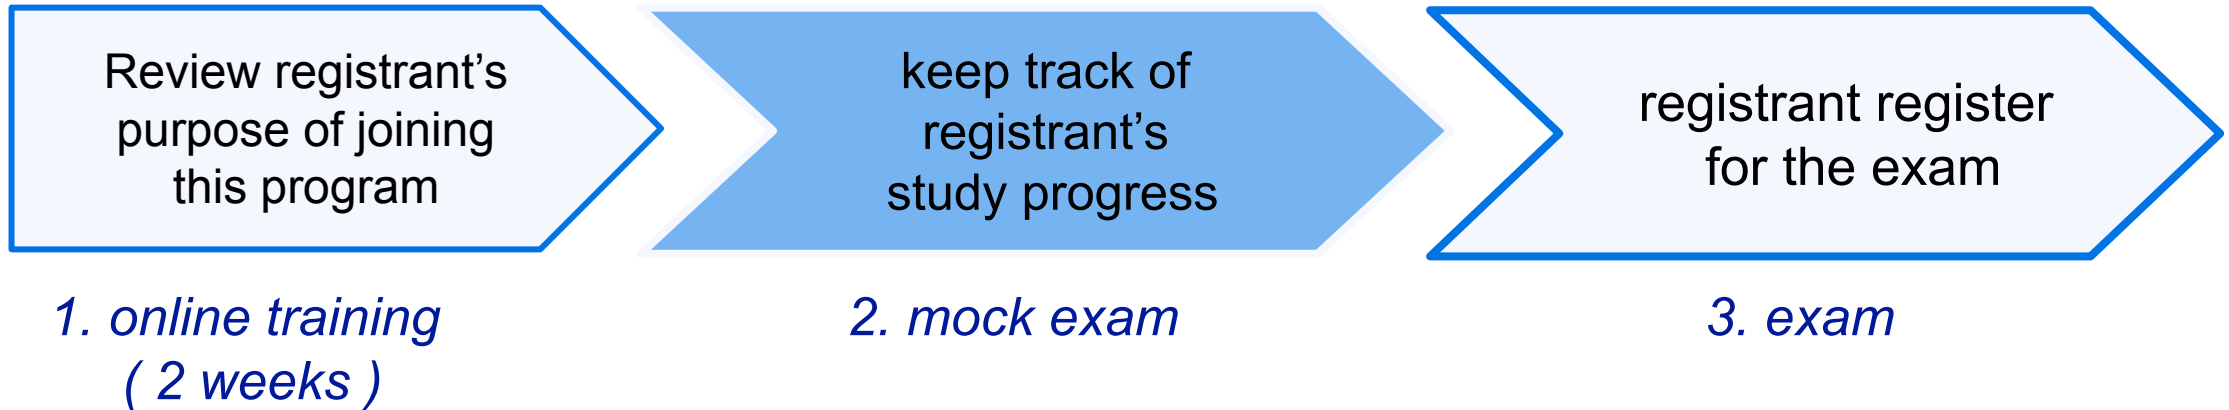 Review registrant’s
purpose of joining
this program
keep track of
registrant’s
study progress
registrant register
for the exam
1. online training
( 2 weeks )
2. mock exam
3. exam